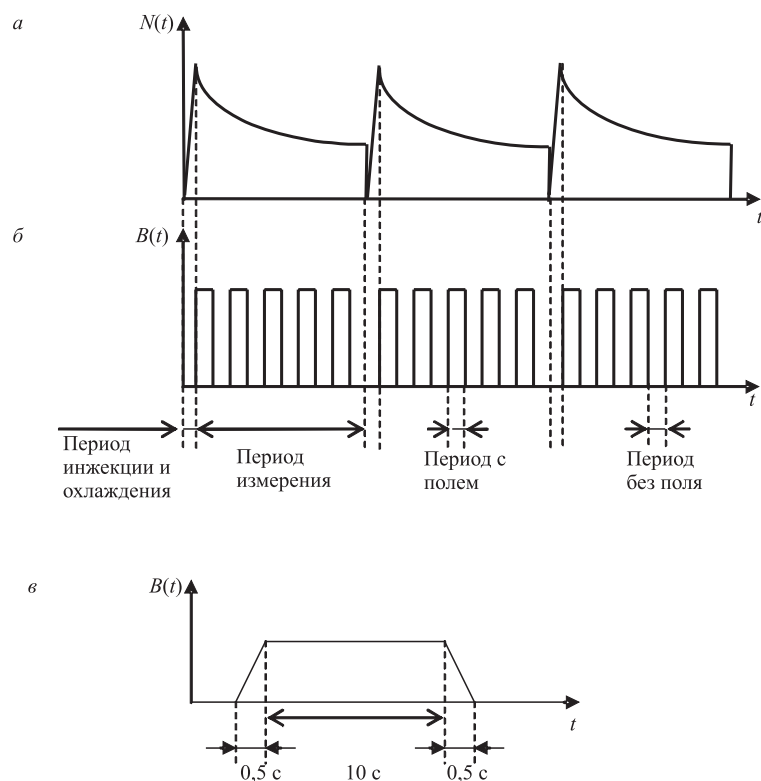 а
N(t)
t
б
B(t)
t
Период
инжекции и
охлаждения
Период
измерения
Период с
полем
Период
без поля
в
B(t)
t
0,5 с
10 с
0,5 с